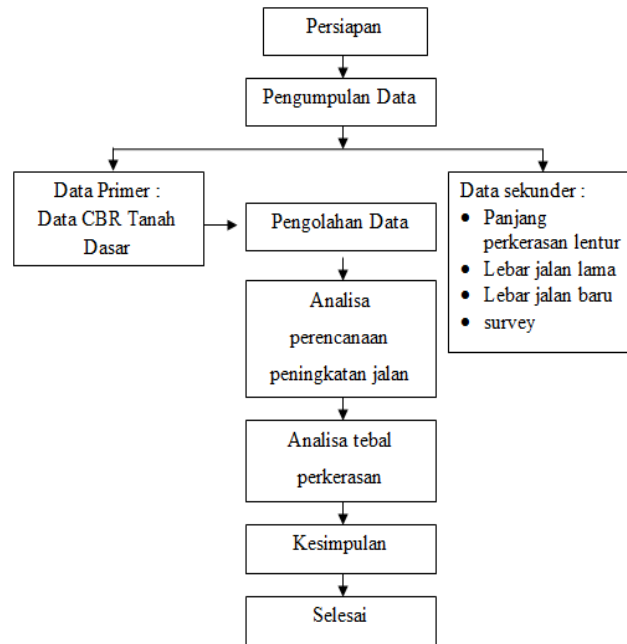 Persiapan
Pengumpulan Data
Data Primer :
Data CBR Tanah
Dasar
Data sekunder :
● Panjang
perkerasan lentur
● Lebar jalan lama
● Lebar jalan baru
● survey
Pengolahan Data
Analisa
perencanaan
peningkatan jalan
Analisa tebal
perkerasan
Kesimpulan
Selesai